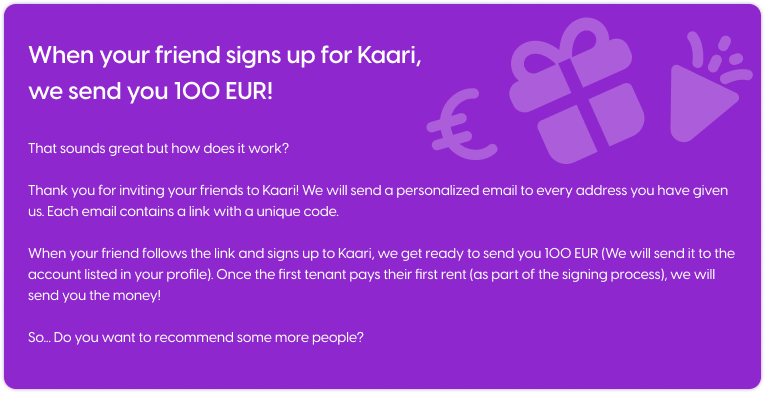 When your friend signs up for Kaari,
we send you 100 EUR!
That sounds great but how does it work?
Thank you for inviting your friends to Kaari! We will send a personalized email to every address you have given
us. Each email contains a link with a unique code.
When your friend follows the link and signs up to Kaari, we get ready to send you 100 EUR (We will send it to the
account listed in your profile). Once the first tenant pays their first rent (as part of the signing process), we will
send you the money!
So... Do you want to recommend some more people?